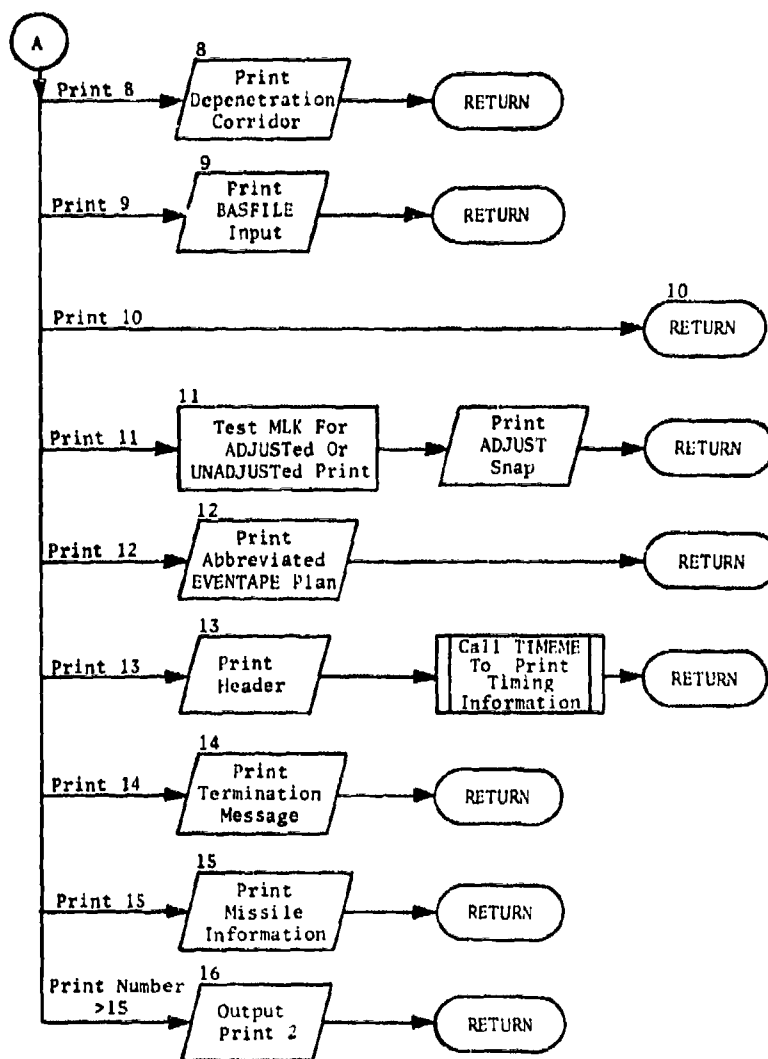 A
8
Print 8
Print
Depenetration
Corridor
RETURN
9
Print 9
Print
BASFILE
Input
RETURN
Print 10
10
RETURN
11
Print 11
Test MLK For
ADJUSTed Or
UNADJUSTed Print
Print
ADJUST
Snap
RETURN
12
Print 12
Print
Abbreviated
EVENTAPE Plan
RETURN
13
Print 13
Print
Header
Call TIMEME
To Print
Timing
Information
RETURN
14
Print 14
Print
Termination
Message
RETURN
15
Print 15
Print
Missile
Information
RETURN
Print Number
>15
16
Output
Print 2
RETURN